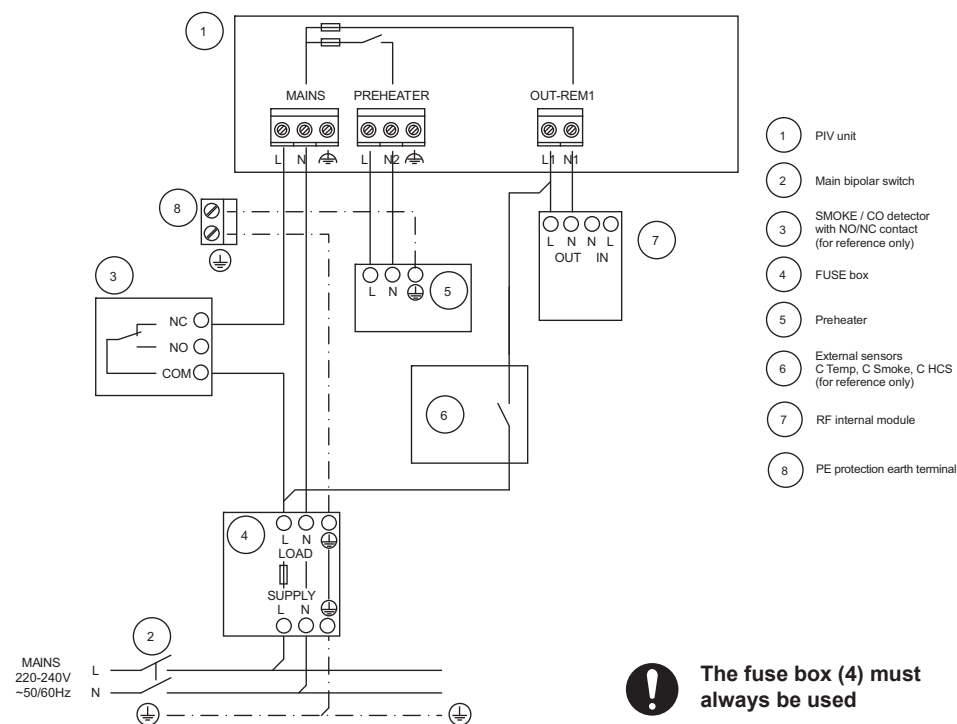 1
MAINS
PREHEATER
OUT-REM1
L N
L N2
L1 N1
8
3
NC
NO
COM
L N
5
L N N L
OUT IN
7
6
4
L N
LOAD
SUPPLY
L N
2
MAINS
220-240V
~50/60Hz
L
N
1 PIV unit
2 Main bipolar switch
3 SMOKE / CO detector
with NO/NC contact
(for reference only)
4 FUSE box
5 Preheater
6 External sensors
C Temp, C Smoke, C HCS
(for reference only)
7 RF internal module
8 PE protection earth terminal
The fuse box (4) must
always be used